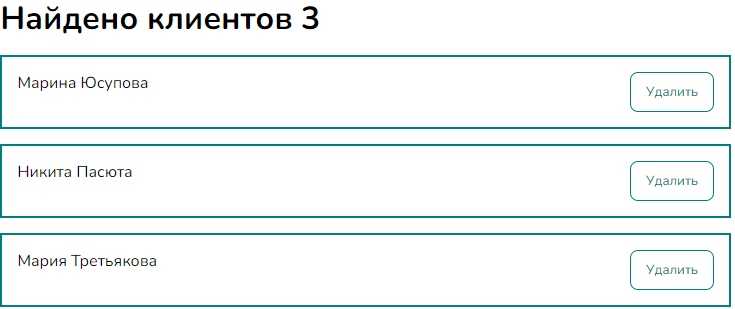 Найдено клиентов 3
Марина Юсупова
Удалить
Никита Пасюта
Удалить
Мария Третьякова
Удалить